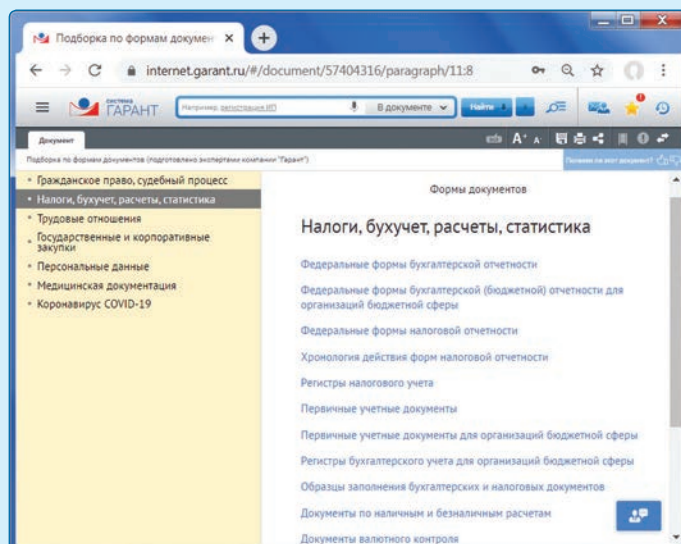 Подборка по формам докумен
internet.garant.ru/#/document/57404316/paragraph/11:8
система
ГАРАНТ
Например, регистрация ИП
В документе
Найти
Документ
Подборка по формам документов (подготовлено экспертами компании "Гарант")
Полезен ли этот документ?
Гражданское право, судебный процесс
Налоги, бухучет, расчеты, статистика
Трудовые отношения
Государственные и корпоративные
закупки
Персональные данные
Медицинская документация
Коронавирус COVID-19
Формы документов
Налоги, бухучет, расчеты, статистика
Федеральные формы бухгалтерской отчетности
Федеральные формы бухгалтерской (бюджетной) отчетности для
организаций бюджетной сферы
Федеральные формы налоговой отчетности
Хронология действия форм налоговой отчетности
Регистры налогового учета
Первичные учетные документы
Первичные учетные документы для организаций бюджетной сферы
Регистры бухгалтерского учета для организаций бюджетной сферы
Образцы заполнения бухгалтерских и налоговых документов
Документы по наличным и безналичным расчетам
Документы валютного контроля